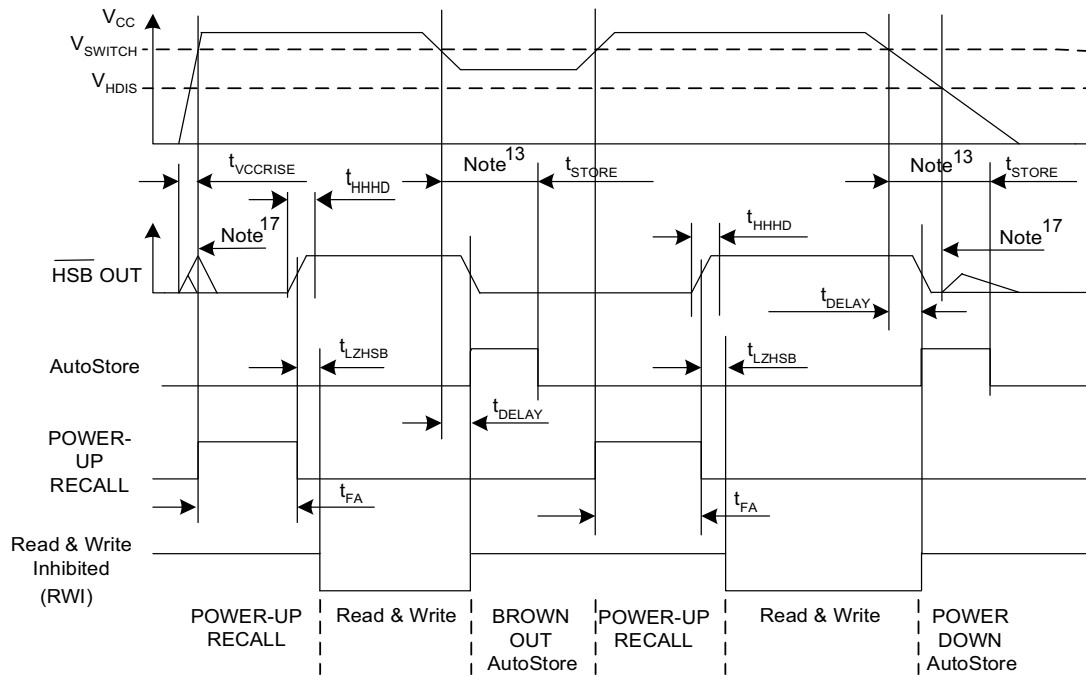 VCC
VSWITCH
VHDIS
tVCCRISE
Note13
tSTORE
Note13
tSTORE
tHHHD
tHHHD
Note17
Note17
HSB OUT
tDELAY
tLZHSB
tLZHSB
AutoStore
tDELAY
POWER-
UP
RECALL
tFA
tFA
Read & Write
Inhibited
(RWI)
POWER-UP
RECALL
Read & Write
BROWN
OUT
AutoStore
POWER-UP
RECALL
Read & Write
POWER
DOWN
AutoStore